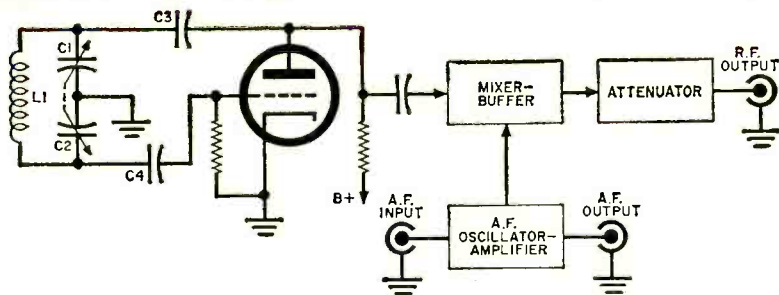 C3
C1
L1
C2
C4
B+
MIXER-
BUFFER
ATTENUATOR
R.F.
OUTPUT
A.F.
INPUT
A.F.
OSCILLATOR-
AMPLIFIER
A.F.
OUTPUT